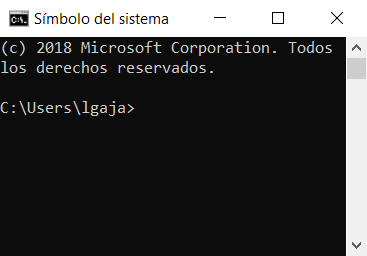 Símbolo del sistema
(c) 2018 Microsoft Corporation. Todos
los derechos reservados.
C:\Users\lgaja>